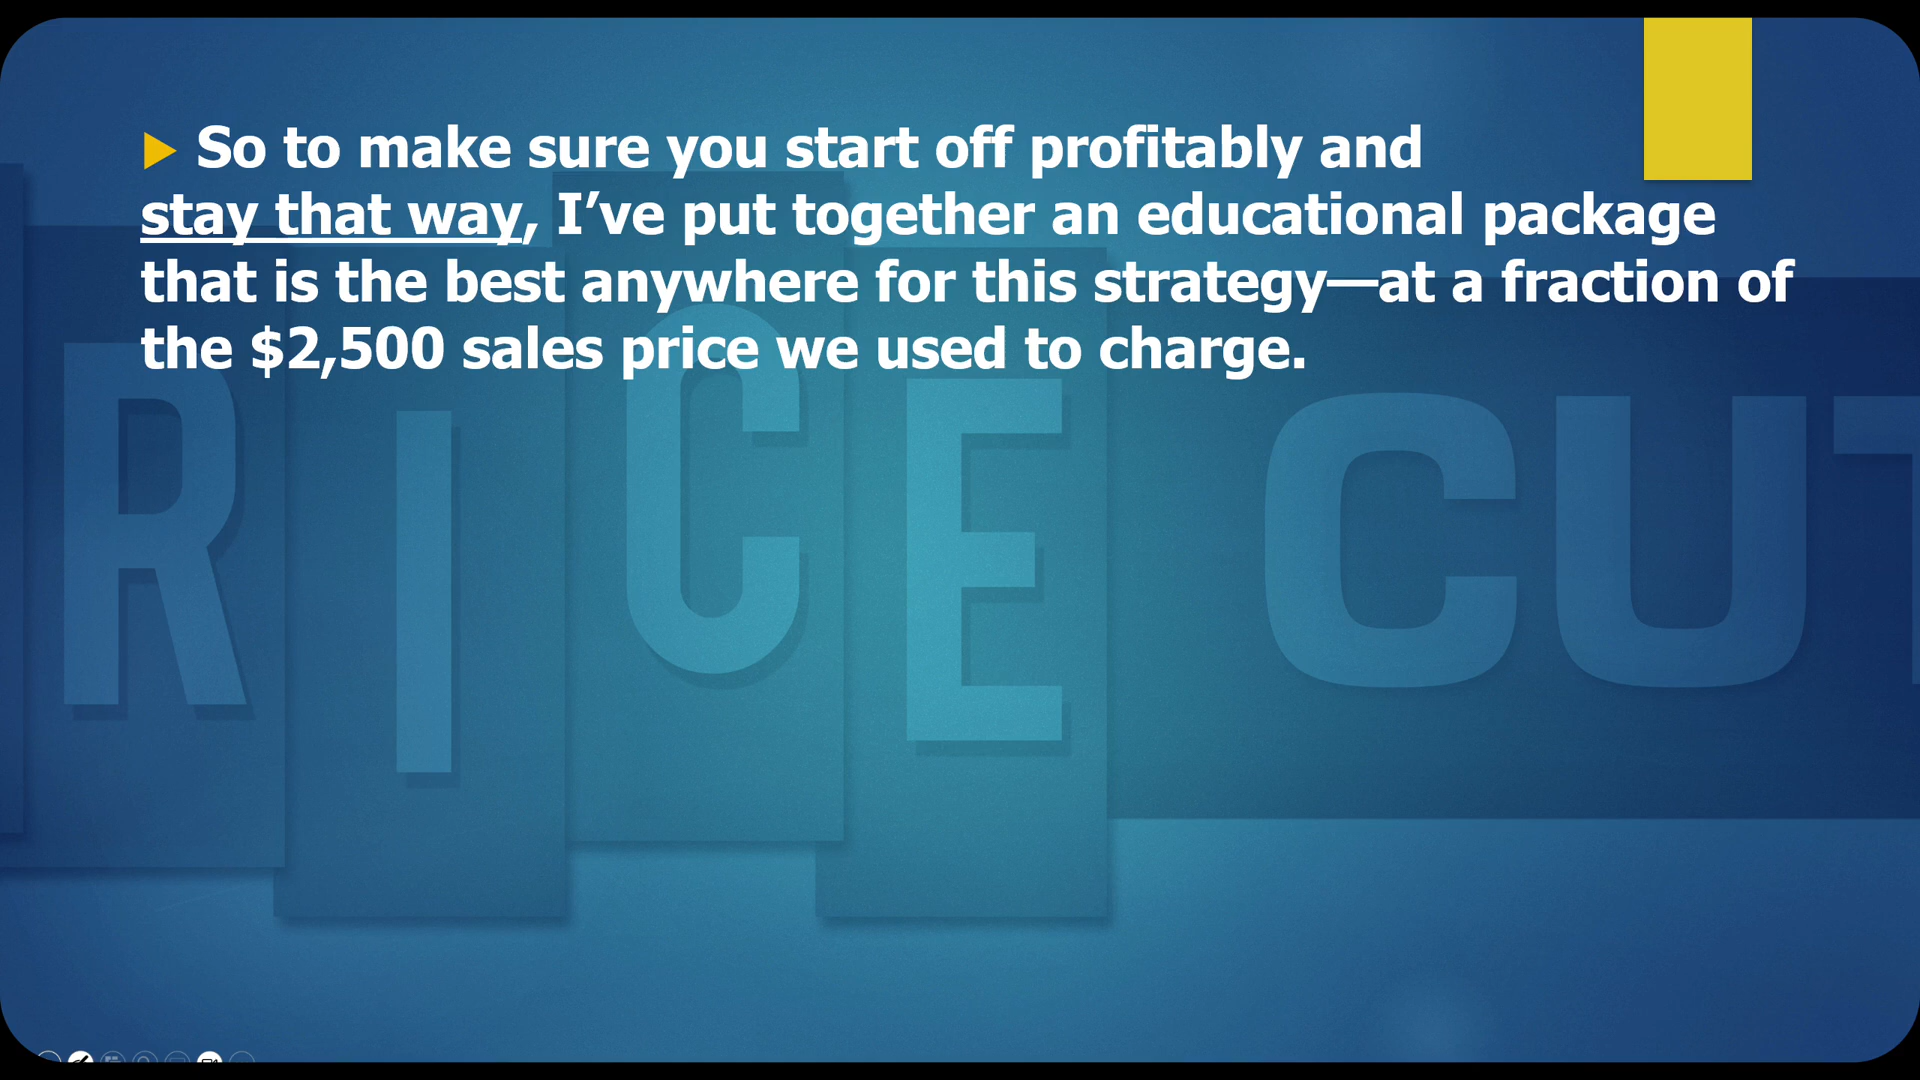 So to make sure you start off profitably and
stay that way, I’ve put together an educational package
that is the best anywhere for this strategy—at a fraction of
the $2,500 sales price we used to charge.
RICE CUT